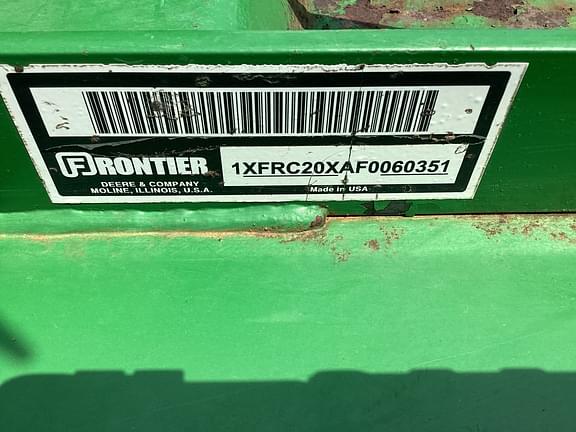 FRONTIER
1XFRC20XAF0060351
DEERE & COMPANY
MOLINE, ILLINOIS, U.S.A.
Made in USA